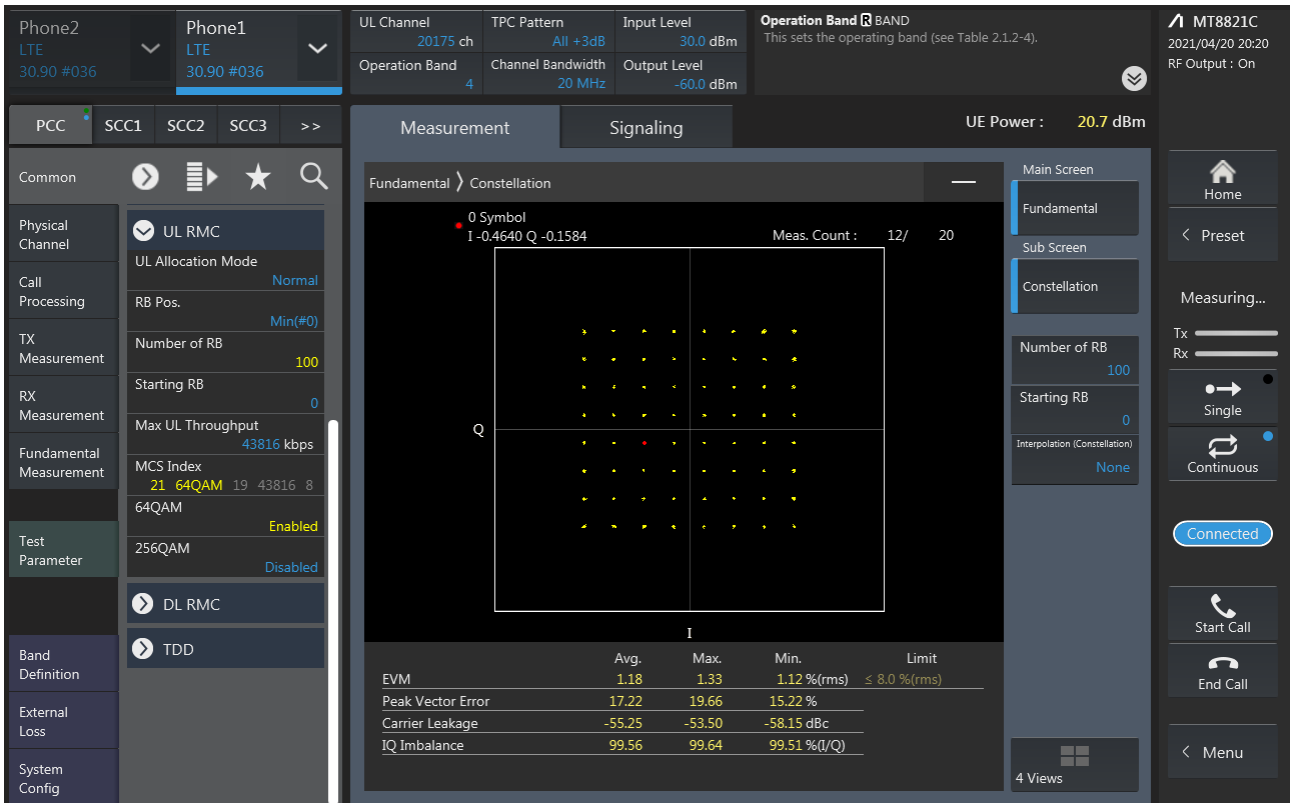 Phone2
LTE
30.90 #036
Phone1
LTE
30.90 #036
UL Channel
20175 ch
TPC Pattern
All +3dB
Input Level
30.0 dBm
Operation Band
4
Channel Bandwidth
20 MHz
Output Level
-60.0 dBm
Operation Band R BAND
This sets the operating band (see Table 2.1.2-4).
MT8821C
2021/04/20 20:20
RF Output : On
PCC
SCC1
SCC2
SCC3
>>
Measurement
Signaling
UE Power : 20.7 dBm
Common
Physical
Channel
Call
Processing
TX
Measurement
RX
Measurement
Fundamental
Measurement
Test
Parameter
Band
Definition
External
Loss
System
Config
UL RMC
UL Allocation Mode
Normal
RB Pos.
Min(#0)
Number of RB
100
Starting RB
0
Max UL Throughput
43816 kbps
MCS Index
21 64QAM 19 43816 8
64QAM
Enabled
256QAM
Disabled
DL RMC
TDD
Fundamental 〉 Constellation
0 Symbol
I -0.4640 Q -0.1584
Meas. Count : 12/ 20
Q
I
Avg. Max. Min. Limit
EVM 1.18 1.33 1.12 %(rms) ≤ 8.0 %(rms)
Peak Vector Error 17.22 19.66 15.22 %
Carrier Leakage -55.25 -53.50 -58.15 dBc
IQ Imbalance 99.56 99.64 99.51 %(I/Q)
Main Screen
Fundamental
Sub Screen
Constellation
Number of RB
100
Starting RB
0
Interpolation (Constellation)
None
4 Views
Home
< Preset
Measuring...
Tx
Rx
Single
Continuous
Connected
Start Call
End Call
< Menu